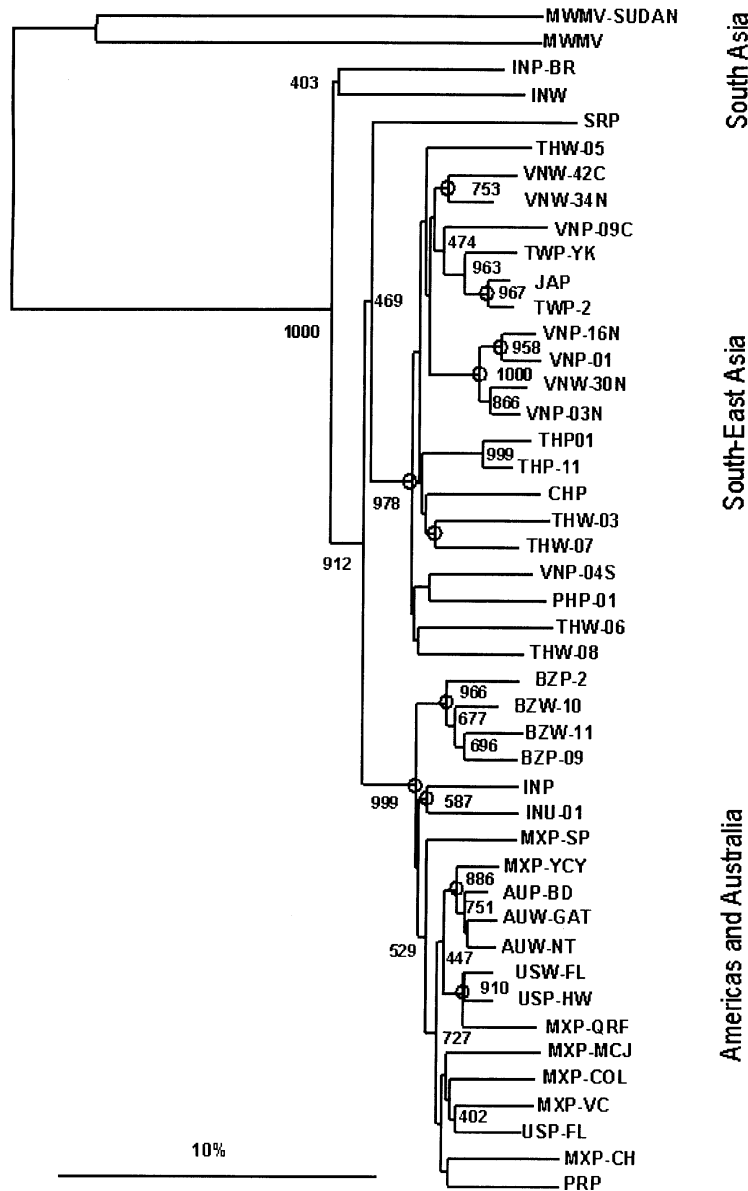 MWMV-SUDAN
MWMV
INP-BR
403
INW
SRP
South Asia
THW-05
VNW-42C
753
VNW-34N
VNP-09C
474
TWP-YK
963
JAP
967
TWP-2
469
1000
VNP-16N
958
VNP-01
1000
VNW-30N
866
VNP-03N
THP01
999
THP-11
978
CHP
THW-03
THW-07
912
VNP-04S
PHP-01
THW-06
THW-08
South-East Asia
BZP-2
966
BZW-10
677
BZW-11
696
BZP-09
INP
999
587
INU-01
MXP-SP
MXP-YCY
886
AUP-BD
751
AUW-GAT
529
447
AUW-NT
USW-FL
910
USP-HW
MXP-QRF
727
MXP-MCJ
MXP-COL
MXP-VC
402
USP-FL
MXP-CH
PRP
Americas and Australia
10%